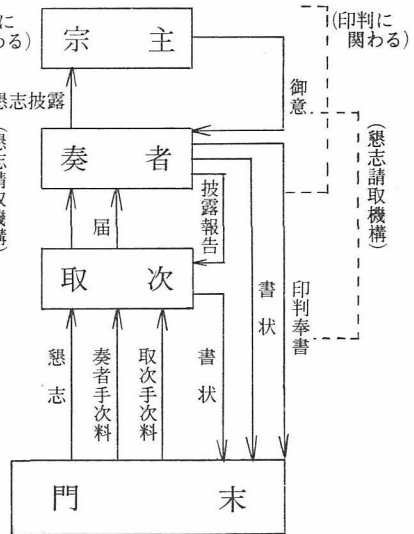 に
わる)
宗 主
(印判に
関わる)
懇志披露
御意
(懇志請取機構)
奏 者
(懇志請取機構)
届
披露報告
取 次
書状
印判奉書
懇志
奏者手次料
取次手次料
書状
門 末